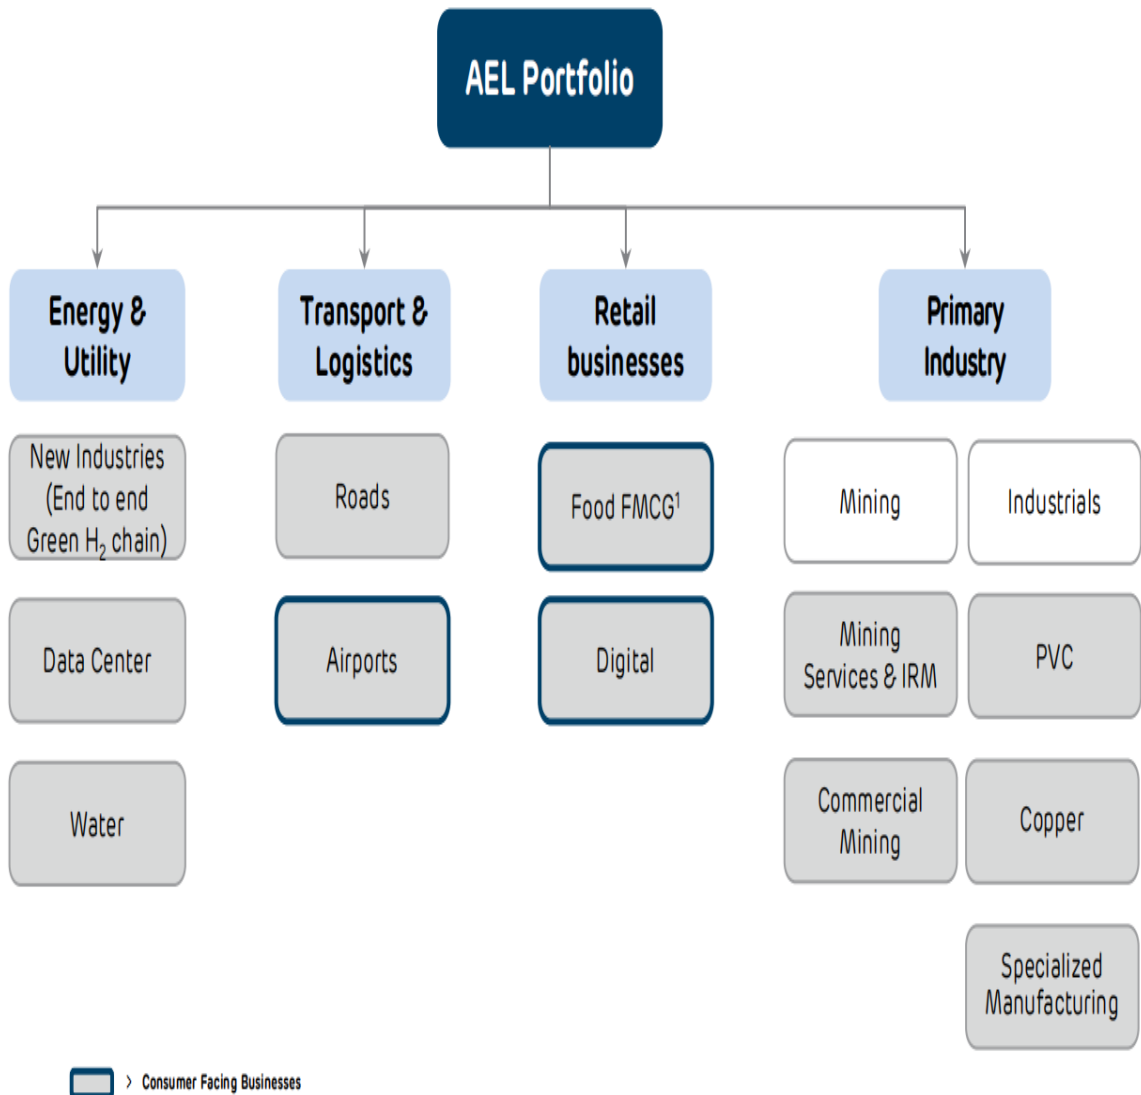 AEL Portfolio
Energy &
Utility
Transport &
Logistics
Retail
businesses
Primary
Industry
New Industries
(End to end
Green H₂ chain)
Data Center
Water
Roads
Airports
Food FMCG¹
Digital
Mining
Mining
Services & IRM
Commercial
Mining
Industrials
PVC
Copper
Specialized
Manufacturing
> Consumer Facing Businesses